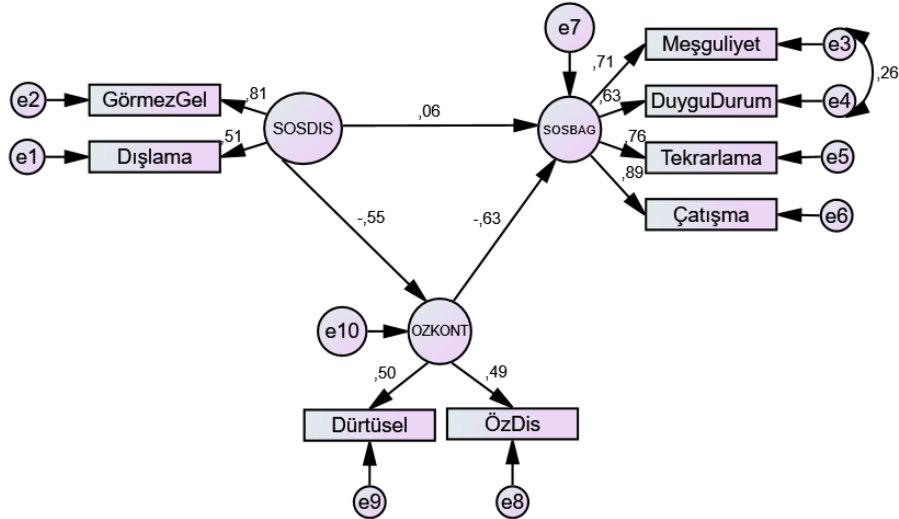 e7
e2
GörmezGel
,81
SOSDIS
e1
Dışlama
,51
,06
SOSBAG
,71
Meşguliyet
e3
,63
DuyguDurum
e4
,26
,76
Tekrarlama
e5
,89
Çatışma
e6
-,55
-,63
e10
OZKONT
,50
,49
Dürtüsel
ÖzDis
e9
e8